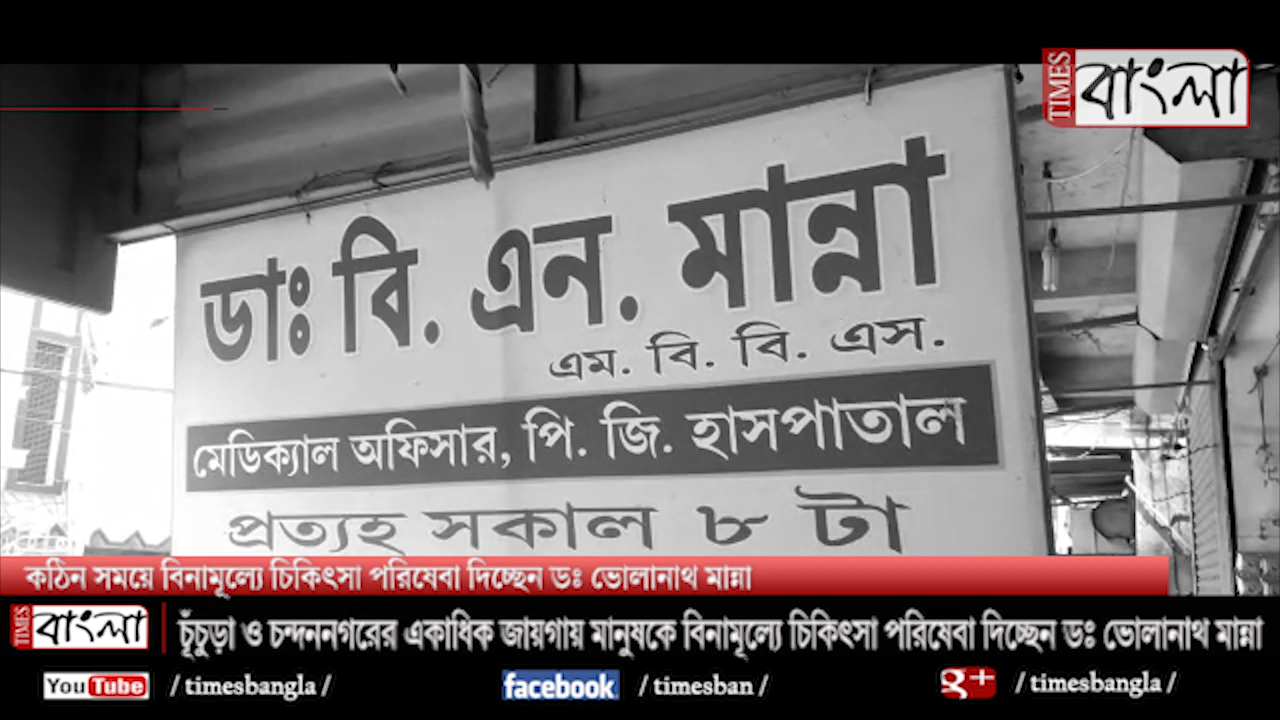 TIMES বাংলা
ডাঃ বি. এন. মান্না
এম. বি. বি. এস.
মেডিক্যাল অফিসার, পি. জি. হাসপাতাল
প্রত্যহ সকাল ৮ টা
কঠিন সময়ে বিনামূল্যে চিকিৎসা পরিষেবা দিচ্ছেন ডঃ ভোলানাথ মান্না
TIMES বাংলা চুঁচুড়া ও চন্দননগরের একাধিক জায়গায় মানুষকে বিনামূল্যে চিকিৎসা পরিষেবা দিচ্ছেন ডঃ ভোলানাথ মান্না
YouTube / timesbangla / facebook / timesban / g+ / timesbangla /